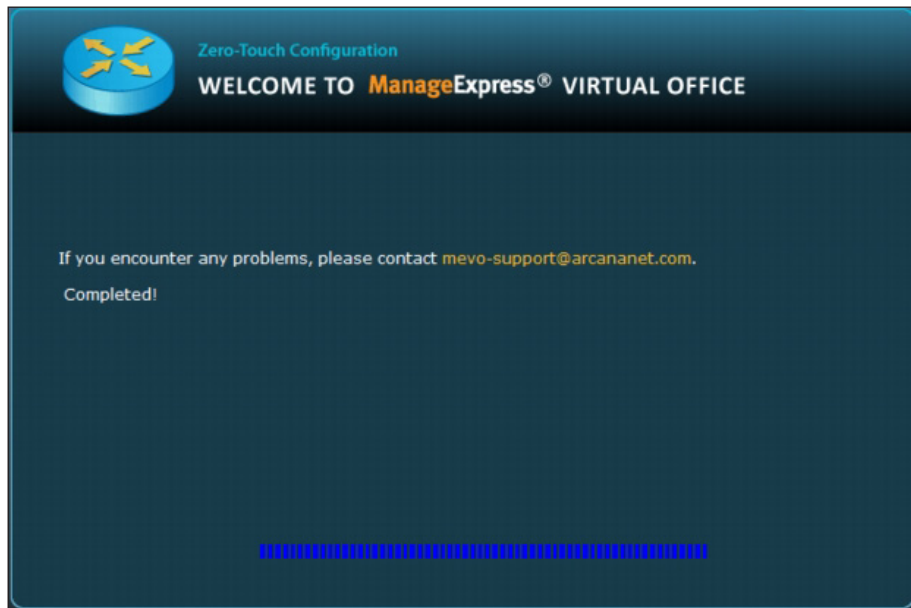 Zero-Touch Configuration
WELCOME TO ManageExpress® VIRTUAL OFFICE
If you encounter any problems, please contact mevo-support@arcananet.com.
Completed!